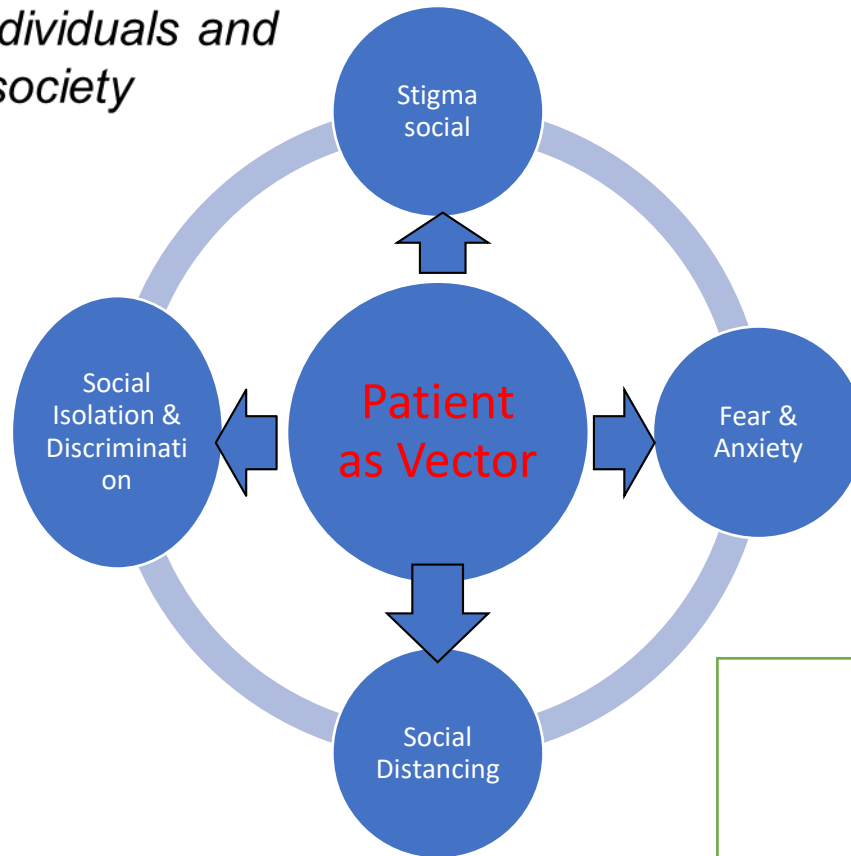 dividuals and
society
Stigma
social
Social
Isolation &
Discriminati
on
Patient
as Vector
Fear &
Anxiety
Social
Distancing